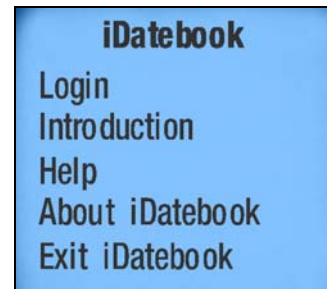 iDatebook
Login
Introduction
Help
About iDatebook
Exit iDatebook